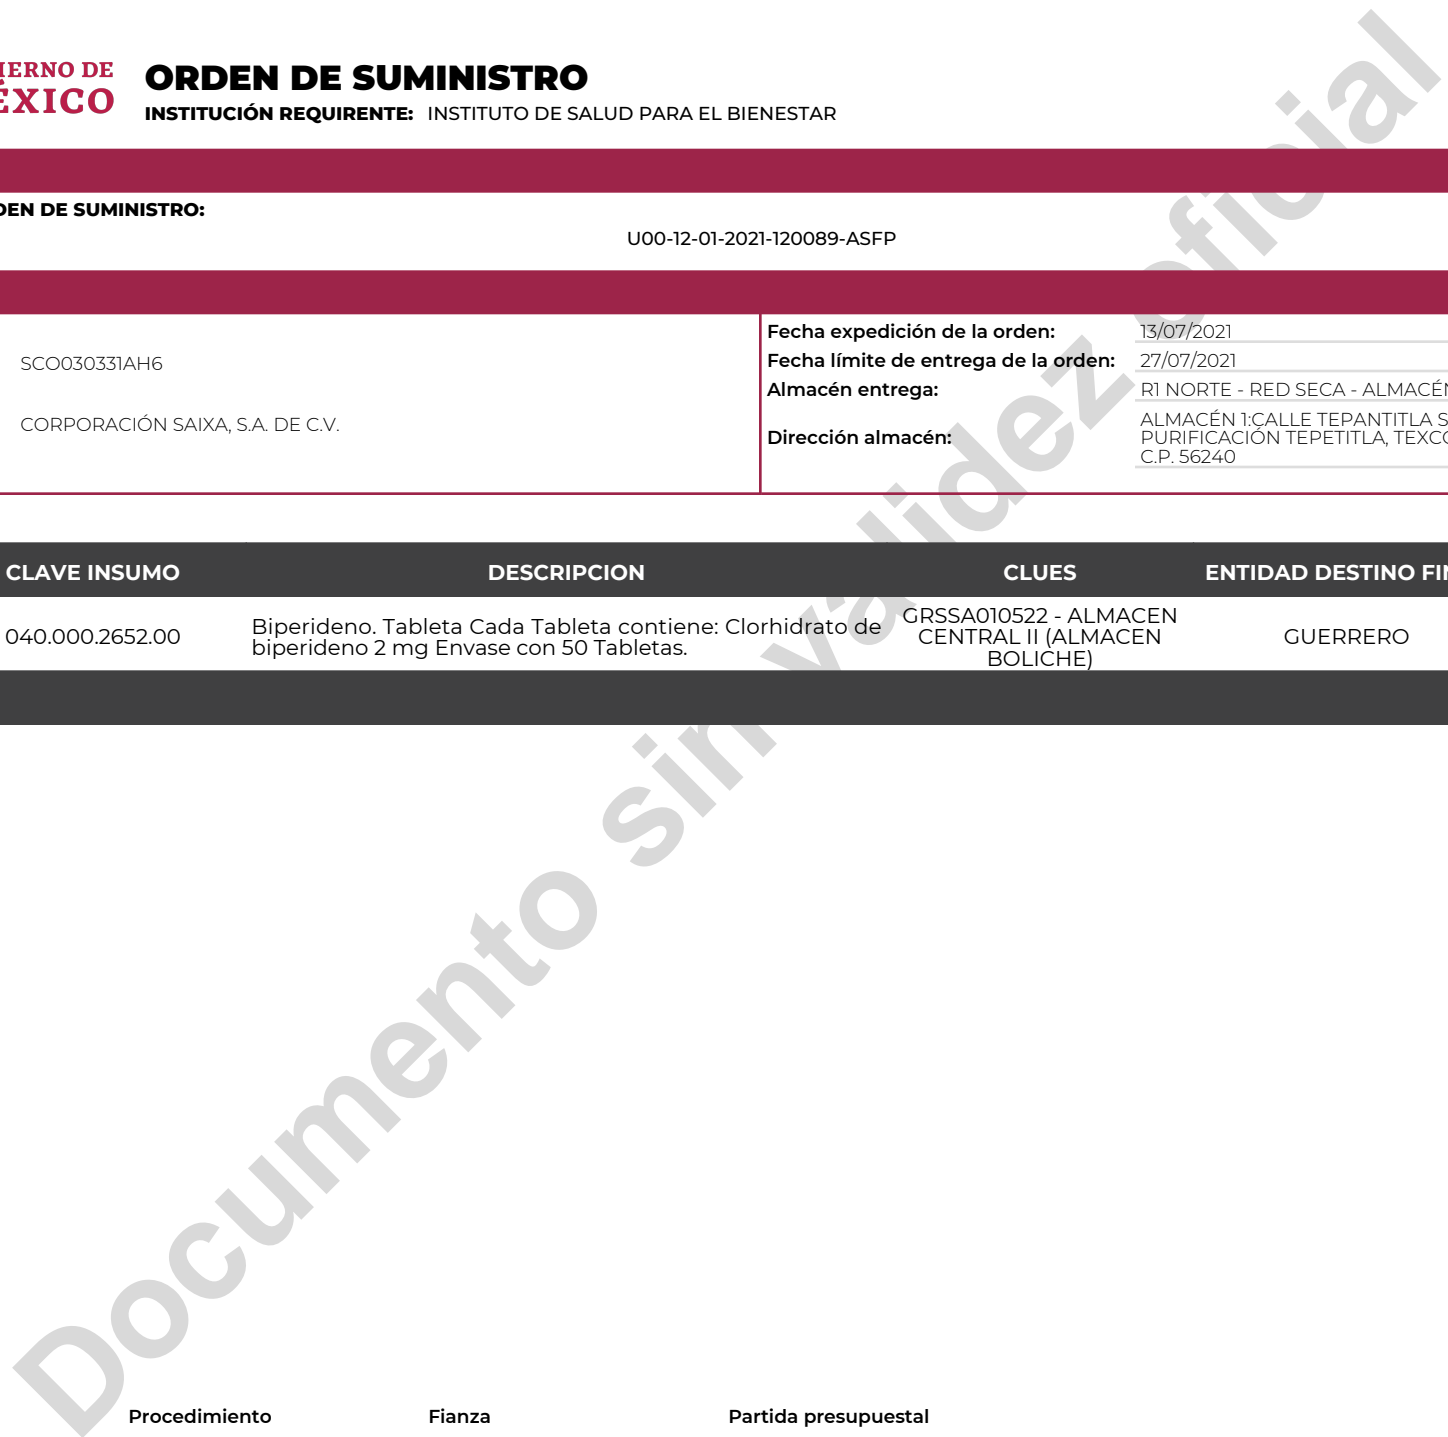 IERNO DE
ÉXICO
ORDEN DE SUMINISTRO
INSTITUCIÓN REQUIRENTE: INSTITUTO DE SALUD PARA EL BIENESTAR
DEN DE SUMINISTRO:
U00-12-01-2021-120089-ASFP
SCO030331AH6
CORPORACIÓN SAIXA, S.A. DE C.V.
Fecha expedición de la orden: 13/07/2021
Fecha límite de entrega de la orden: 27/07/2021
Almacén entrega: R1 NORTE - RED SECA - ALMACÉN
Dirección almacén:
ALMACÉN 1:CALLE TEPANTITLA S
PURIFICACIÓN TEPETITLA, TEXCO
C.P. 56240
CLAVE INSUMO DESCRIPCION CLUES ENTIDAD DESTINO FIN
040.000.2652.00
Biperideno. Tableta Cada Tableta contiene: Clorhidrato de
biperideno 2 mg Envase con 50 Tabletas.
GRSSA010522 - ALMACEN
CENTRAL II (ALMACEN
BOLICHE)
GUERRERO
Documento sin validez oficial
Procedimiento Fianza Partida presupuestal